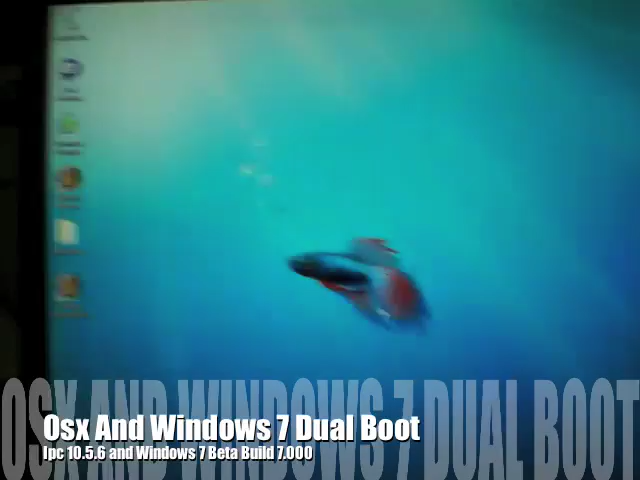 OSX AND WINDOWS 7 DUAL BOOT
Osx And Windows 7 Dual Boot
Ipc 10.5.6 and Windows 7 Beta Build 7.000